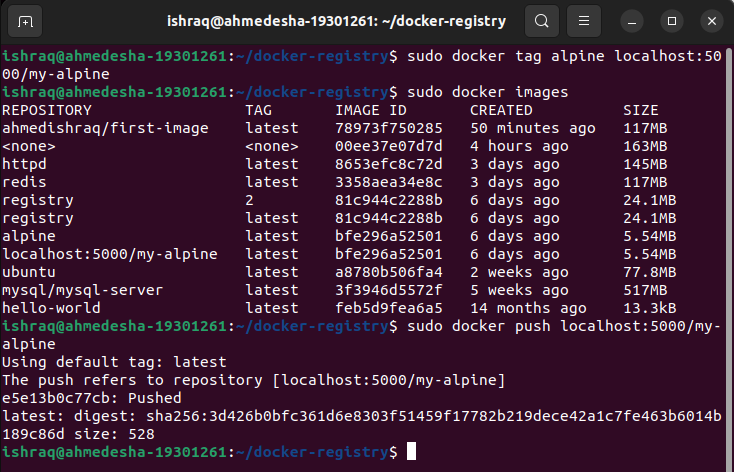 ishraq@ahmedesha-19301261: ~/docker-registry
ishraq@ahmedesha-19301261:~/docker-registry$ sudo docker tag alpine localhost:50
00/my-alpine
ishraq@ahmedesha-19301261:~/docker-registry$ sudo docker images
REPOSITORY TAG IMAGE ID CREATED SIZE
ahmedishraq/first-image latest 78973f750285 50 minutes ago 117MB
<none> <none> 00ee37e07d7d 4 hours ago 163MB
httpd latest 8653efc8c72d 3 days ago 145MB
redis latest 3358aea34e8c 3 days ago 117MB
registry 2 81c944c2288b 6 days ago 24.1MB
registry latest 81c944c2288b 6 days ago 24.1MB
alpine latest bfe296a52501 6 days ago 5.54MB
localhost:5000/my-alpine latest bfe296a52501 6 days ago 5.54MB
ubuntu latest a8780b506fa4 2 weeks ago 77.8MB
mysql/mysql-server latest 3f3946d5572f 5 weeks ago 517MB
hello-world latest feb5d9fea6a5 14 months ago 13.3kB
ishraq@ahmedesha-19301261:~/docker-registry$ sudo docker push localhost:5000/my-
alpine
Using default tag: latest
The push refers to repository [localhost:5000/my-alpine]
e5e13b0c77cb: Pushed
latest: digest: sha256:3d426b0bfc361d6e8303f51459f17782b219dece42a1c7fe463b6014b
189c86d size: 528
ishraq@ahmedesha-19301261:~/docker-registry$